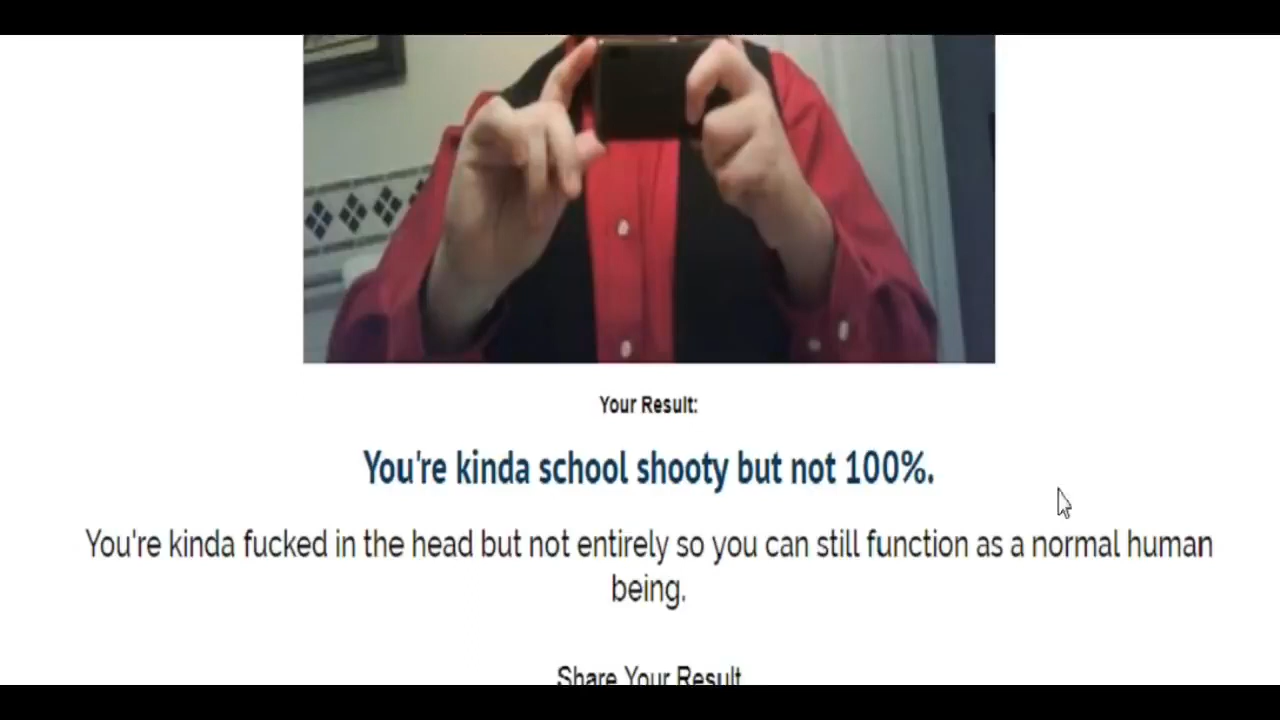 Your Result:
You're kinda school shooty but not 100%.
You're kinda fucked in the head but not entirely so you can still function as a normal human
being.
Share Your Result